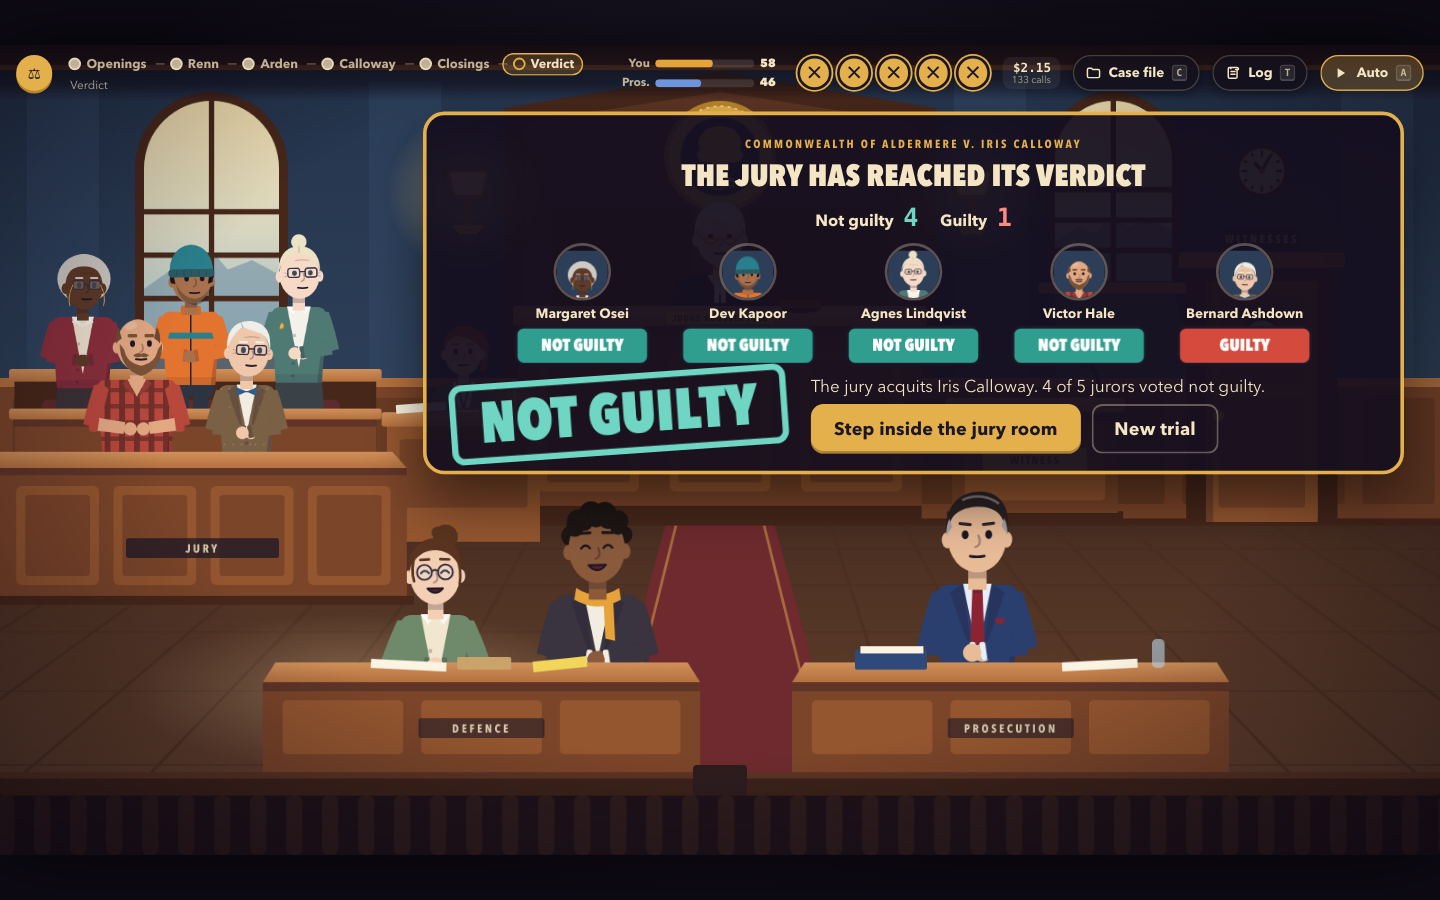 Openings
Renn
Arden
Calloway
Closings
Verdict
Verdict
You 58
Pros. 46
$2.15
133 calls
Case file C
Log T
Auto A
COMMONWEALTH OF ALDERMERE V. IRIS CALLOWAY
THE JURY HAS REACHED ITS VERDICT
Not guilty 4 Guilty 1
WITNESSES
Margaret Osei
Dev Kapoor
Agnes Lindqvist
Victor Hale
Bernard Ashdown
NOT GUILTY
NOT GUILTY
NOT GUILTY
NOT GUILTY
GUILTY
NOT GUILTY
The jury acquits Iris Calloway. 4 of 5 jurors voted not guilty.
Step inside the jury room
New trial
WITNESS
JURY
DEFENCE
PROSECUTION